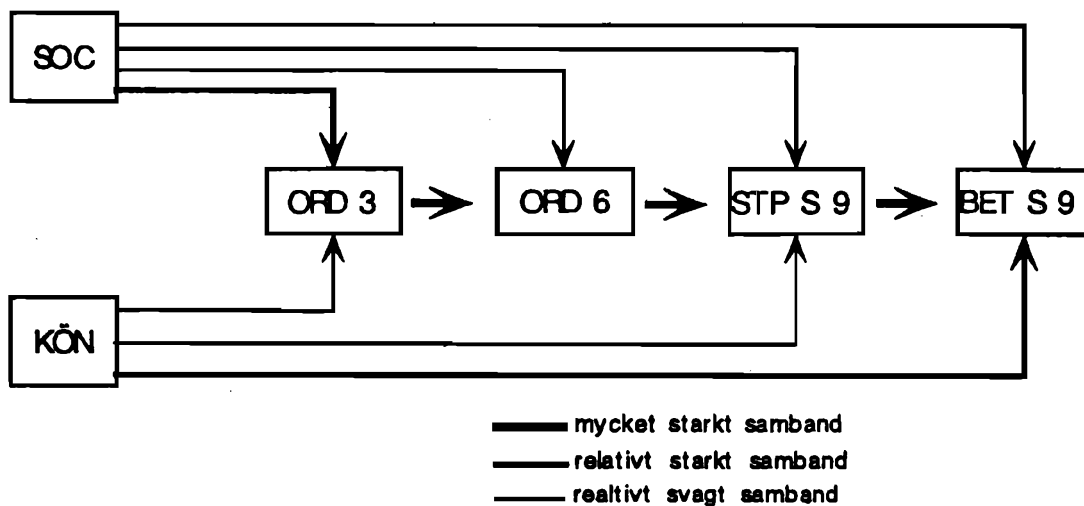 SOC
ORD 3
ORD 6
STP S 9
BET S 9
KÖN
mycket starkt samband
relativt starkt samband
realtivt svagt samband